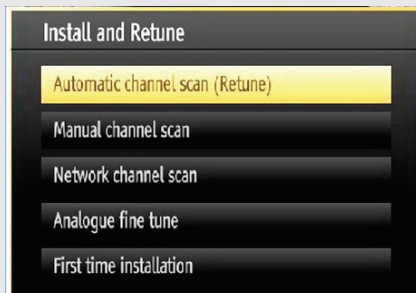 Install and Retune
Automatic channel scan (Retune)
Manual channel scan
Network channel scan
Analogue fine tune
First time installation